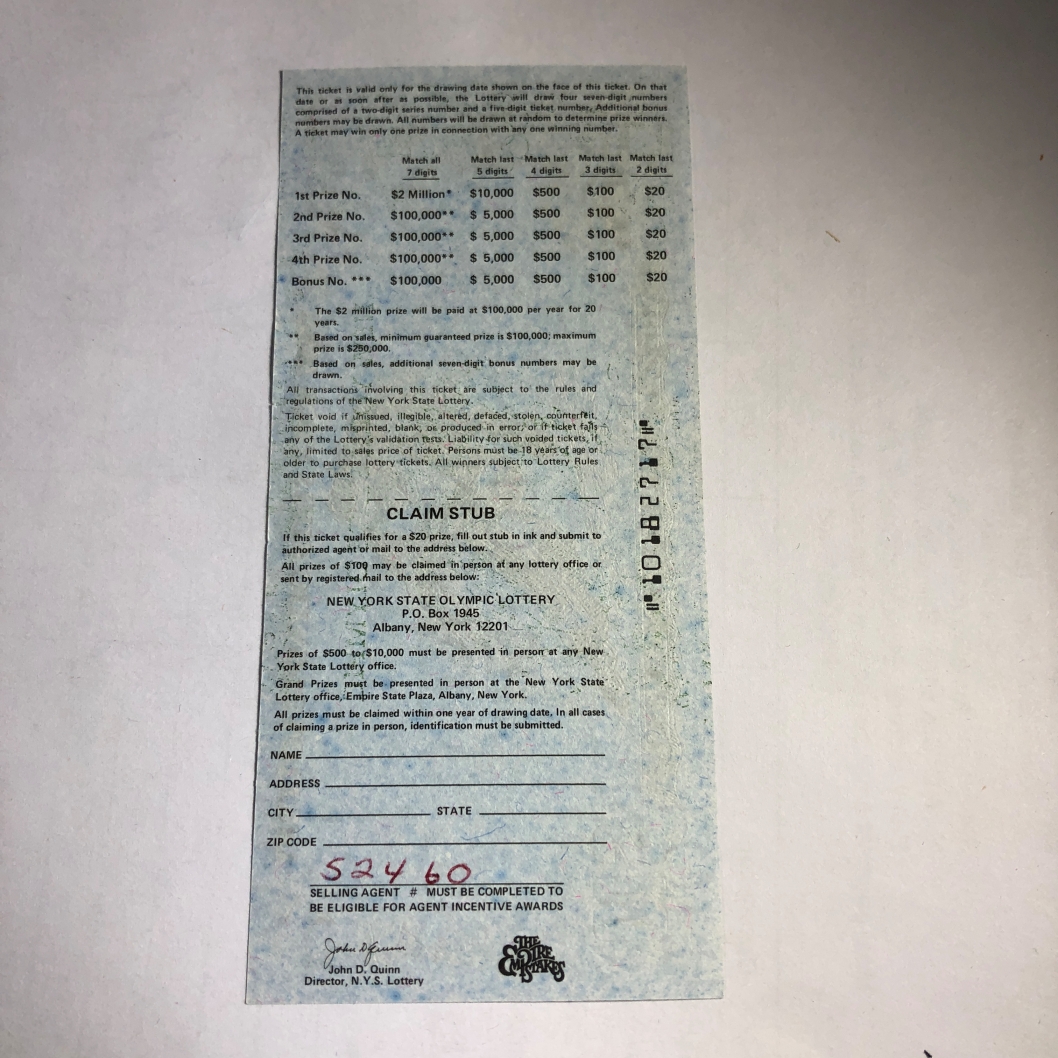 This ticket is valid only for the drawing date shown on the face of this ticket. On that
date or as soon after as possible, the Lottery will draw four seven-digit numbers
comprised of a two-digit series number and a five-digit ticket number. Additional bonus
numbers may be drawn. All numbers will be drawn at random to determine prize winners.
A ticket may win only one prize in connection with any one winning number.
Match all Match last Match last Match last Match last
7 digits 5 digits 4 digits 3 digits 2 digits
1st Prize No. $2 Million* $10,000 $500 $100 $20
2nd Prize No. $100,000** $ 5,000 $500 $100 $20
3rd Prize No. $100,000** $ 5,000 $500 $100 $20
4th Prize No. $100,000** $ 5,000 $500 $100 $20
Bonus No. *** $100,000 $ 5,000 $500 $100 $20
* The $2 million prize will be paid at $100,000 per year for 20
years.
** Based on sales, minimum guaranteed prize is $100,000; maximum
prize is $250,000.
*** Based on sales, additional seven-digit bonus numbers may be
drawn.
All transactions involving this ticket are subject to the rules and
regulations of the New York State Lottery.
Ticket void if unissued, illegible, altered, defaced, stolen, counterfeit,
incomplete, misprinted, blank, or produced in error; or if ticket fails
any of the Lottery's validation tests. Liability for such voided tickets, if
any, limited to sales price of ticket. Persons must be 18 years of age or
older to purchase lottery tickets. All winners subject to Lottery Rules
and State Laws.
CLAIM STUB
If this ticket qualifies for a $20 prize, fill out stub in ink and submit to
authorized agent or mail to the address below.
All prizes of $100 may be claimed in person at any lottery office or
sent by registered mail to the address below:
NEW YORK STATE OLYMPIC LOTTERY
P.O. Box 1945
Albany, New York 12201
Prizes of $500 to $10,000 must be presented in person at any New
York State Lottery office.
Grand Prizes must be presented in person at the New York State
Lottery office, Empire State Plaza, Albany, New York.
All prizes must be claimed within one year of drawing date. In all cases
of claiming a prize in person, identification must be submitted.
NAME
ADDRESS
CITY STATE
ZIP CODE
52460
SELLING AGENT # MUST BE COMPLETED TO
BE ELIGIBLE FOR AGENT INCENTIVE AWARDS
John D Quinn
John D. Quinn
Director, N.Y.S. Lottery
THE EMPIRE STAKES